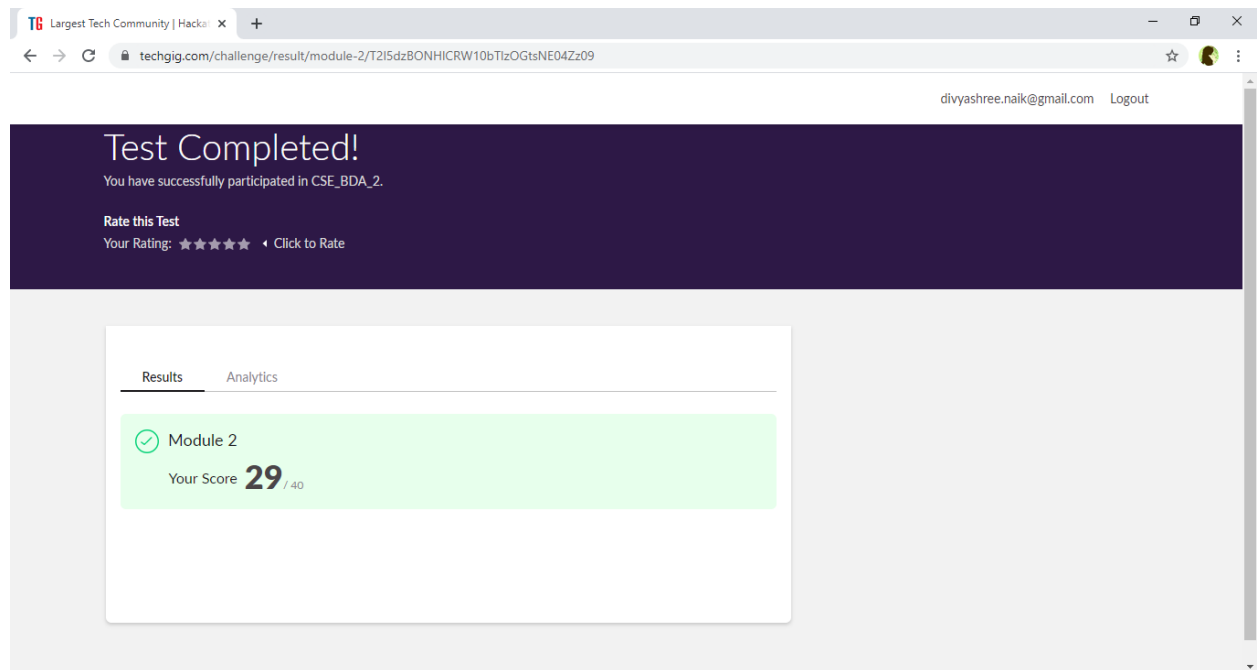 TG Largest Tech Community | Hacka
techgig.com/challenge/result/module-2/T2I5dzBONHlCRW10bTIzOGtsNE04Zz09
divyashree.naik@gmail.com Logout
Test Completed!
You have successfully participated in CSE_BDA_2.
Rate this Test
Your Rating: Click to Rate
Results Analytics
Module 2
Your Score 29 / 40